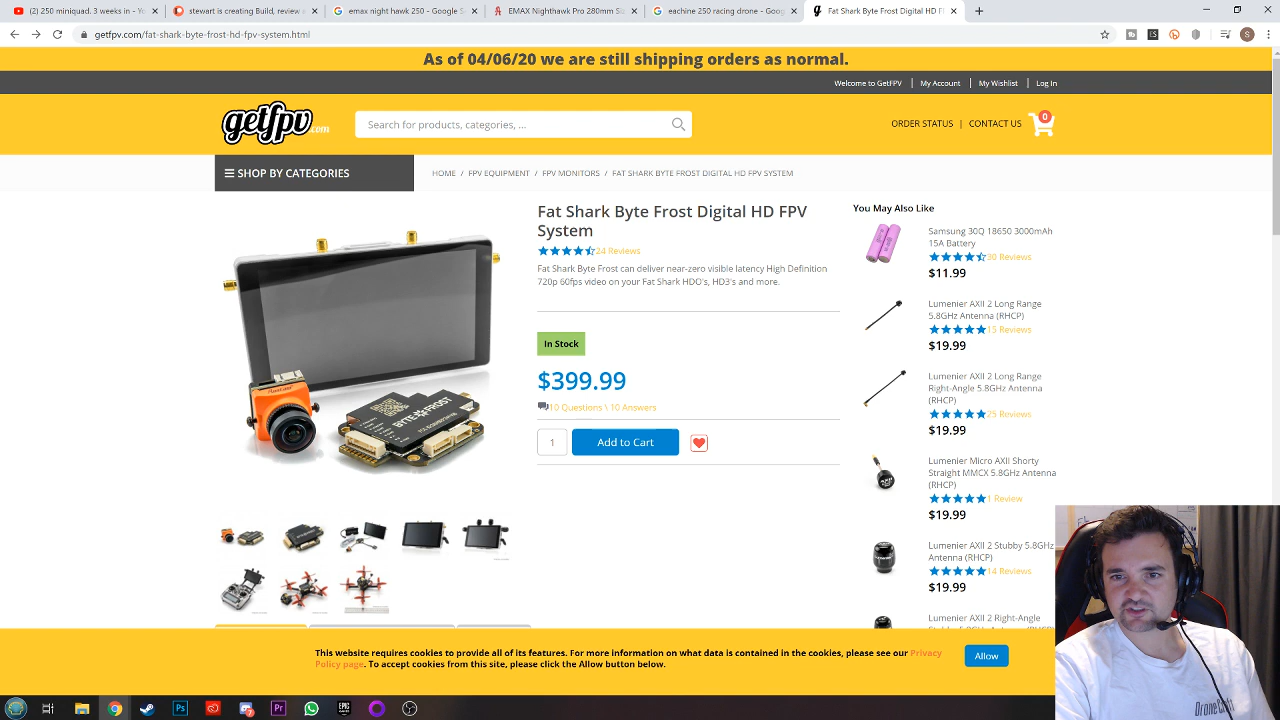 (2) 250 miniquad. 3 weeks in - Y
stewart is creating Build, review
emax night hawk 250 - Google S
EMAX Nighthawk Pro 280mm Siz
eachine 250 racing drone - Goog
Fat Shark Byte Frost Digital HD F
getfpv.com/fat-shark-byte-frost-hd-fpv-system.html
As of 04/06/20 we are still shipping orders as normal.
Welcome to GetFPV | My Account | My Wishlist | Log In
getfpv.com
Search for products, categories, ...
ORDER STATUS | CONTACT US
0
SHOP BY CATEGORIES
HOME / FPV EQUIPMENT / FPV MONITORS / FAT SHARK BYTE FROST DIGITAL HD FPV SYSTEM
Fat Shark Byte Frost Digital HD FPV
System
24 Reviews
Fat Shark Byte Frost can deliver near-zero visible latency High Definition
720p 60fps video on your Fat Shark HDO's, HD3's and more.
In Stock
$399.99
10 Questions \ 10 Answers
1
Add to Cart
BYTE FROST
You May Also Like
Samsung 30Q 18650 3000mAh
15A Battery
30 Reviews
$11.99
Lumenier AXII 2 Long Range
5.8GHz Antenna (RHCP)
15 Reviews
$19.99
Lumenier AXII 2 Long Range
Right-Angle 5.8GHz Antenna
(RHCP)
25 Reviews
$19.99
Lumenier Micro AXII Shorty
Straight MMCX 5.8GHz Antenna
(RHCP)
1 Review
$19.99
Lumenier AXII 2 Stubby 5.8GHz
Antenna (RHCP)
14 Reviews
$19.99
Lumenier AXII 2 Right-Angle
This website requires cookies to provide all of its features. For more information on what data is contained in the cookies, please see our Privacy
Policy page. To accept cookies from this site, please click the Allow button below.
Allow